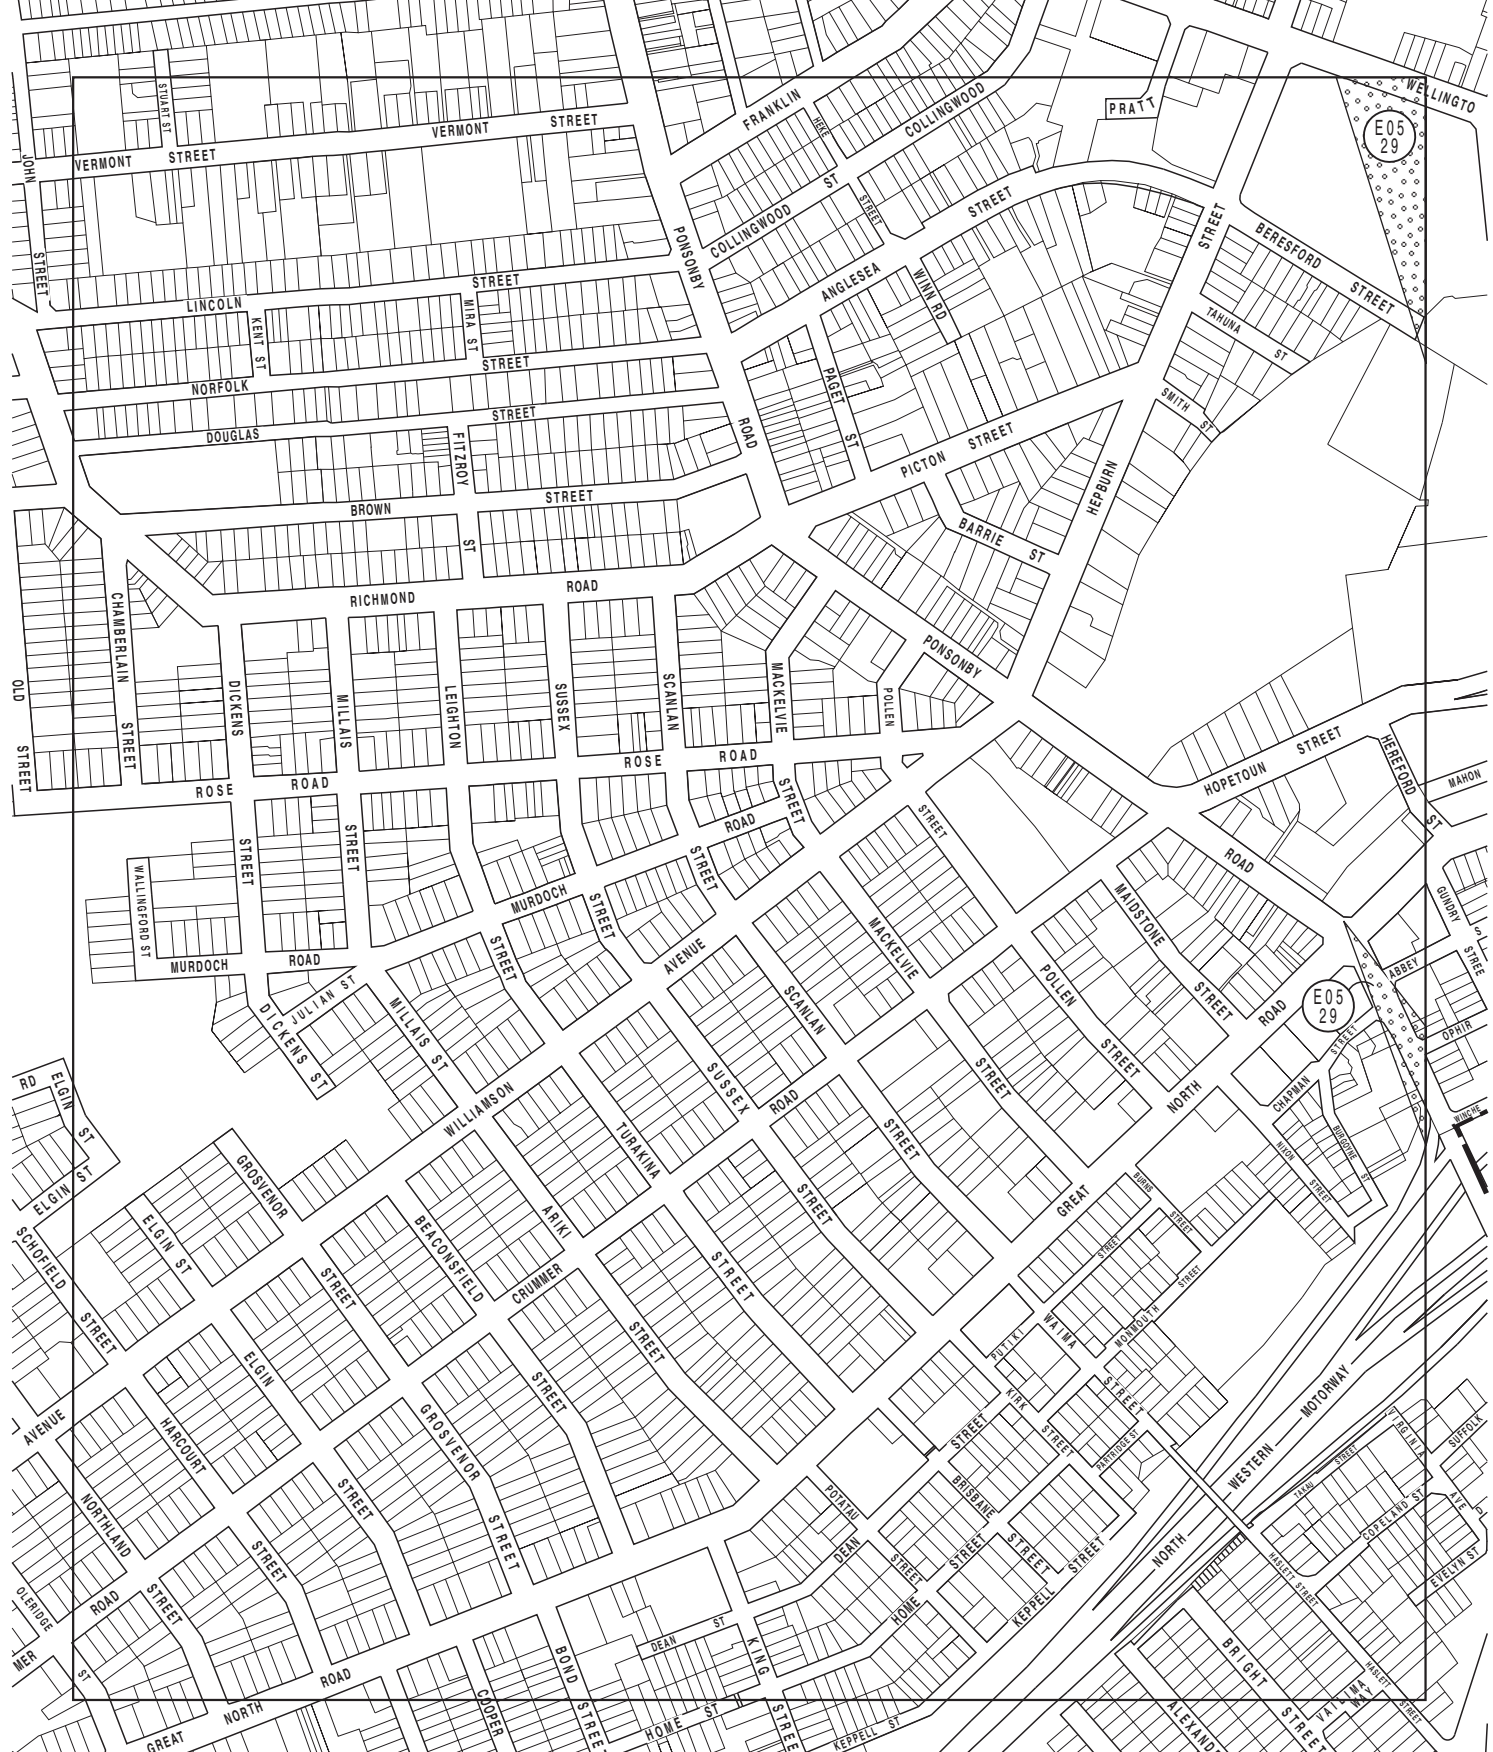 WELLINGTO
FRANKLIN
COLLINGWOOD
PRATT
E05
29
STUART ST
HEKE
STREET
VERMONT
STREET
JOHN
STREET
VERMONT
STREET
ST
COLLINGWOOD
STREET
STREET
BERESFORD
STREET
PONSONBY
ANGLESEA
WINN RD
LINCOLN
STREET
KENT ST
MIRA ST
TAHUNA
ST
NORFOLK
STREET
PAGET
ST
SMITH
ST
DOUGLAS
STREET
FITZROY
ST
ROAD
PICTON
STREET
HEPBURN
BROWN
STREET
BARRIE
ST
RICHMOND
ROAD
CHAMBERLAIN
STREET
PONSONBY
OLD
STREET
DICKENS
MILLAIS
LEIGHTON
SUSSEX
SCANLAN
MACKELVIE
POLLEN
ROSE
ROAD
ROSE
ROAD
HOPETOUN
STREET
HEREFORD
ST
MAHON
STREET
STREET
STREET
STREET
ROAD
STREET
ROAD
GUNDRY
S
WALLINGFORD ST
MURDOCH
STREET
MAIDSTONE
STREET
MACKELVIE
STREE
ABBEY
MURDOCH
ROAD
STREET
AVENUE
JULIAN ST
SCANLAN
POLLEN
STREET
ROAD
E05
29
STREET
OPHIR
DICKENS ST
MILLAIS ST
RD
ELGIN
ST
ELGIN ST
WILLIAMSON
SUSSEX
ROAD
STREET
NORTH
CHAPMAN
WINCHE
TURAKINA
STREET
NIXON
STREET
BIRGDYNE
ST
GROSVENOR
ELGIN ST
BEACONSFIELD
ARIKI
STREET
GREAT
BURNS
STREET
STREET
STREET
SCHOFIELD
STREET
STREET
CRUMMER
STREET
PUTIKI
WAIMA
MONMOUTH
STREET
ELGIN
STREET
STREET
KIRK
STREET
STREET
MOTORWAY
AVENUE
HARCOURT
GROSVENOR
STREET
PARTRIDGE ST
WESTERN
VIRGINIA
AVE
SUFFOLK
TAKAU
STREET
COPELAND ST
NORTHLAND
STREET
STREET
POTATAU
STREET
BRISBANE
STREET
STREET
STREET
NORTH
HASLETT STREET
EVELYN ST
DEAN
STREET
OLERIDGE
ST
ROAD
STREET
HOME
KEPPELL
MER
DEAN
ST
KING
STREE
BOND
STREE
BRIGHT
STREET
HASLETT
STREET
ROAD
NORTH
GREAT
COOPER
HOME
ST
KEPPELL
ST
ALEXAND